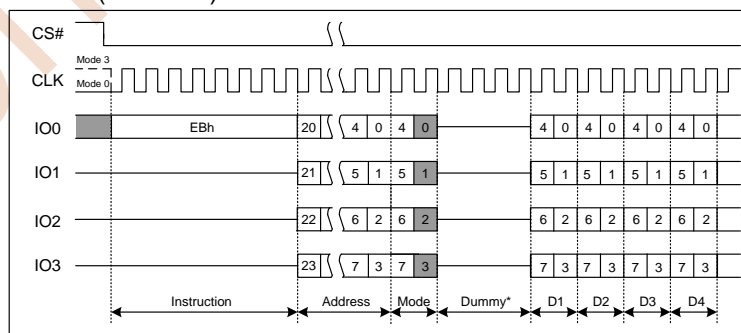 CS#
Mode 3
CLK Mode 0
IO0 EBh 20 4 0 4 0 4 0 4 0 4 0 4 0
IO1 21 5 1 5 1 5 1 5 1 5 1 5 1
IO2 22 6 2 6 2 6 2 6 2 6 2 6 2
IO3 23 7 3 7 3 7 3 7 3 7 3 7 3
Instruction Address Mode Dummy* D1 D2 D3 D4